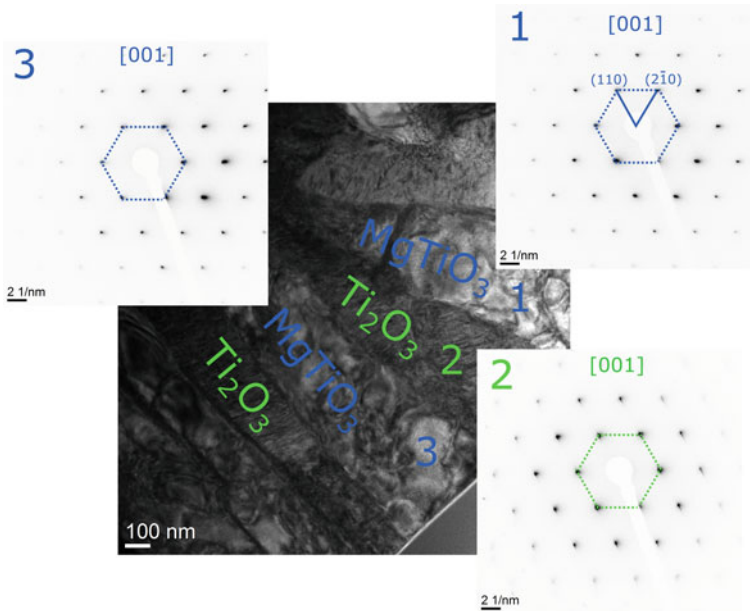 3
[001]
2 1/nm
1
[001]
(110)
(21̄0)
2 1/nm
MgTiO₃
1
Ti₂O₃
2
MgTiO₃
3
Ti₂O₃
100 nm
2
[001]
2 1/nm